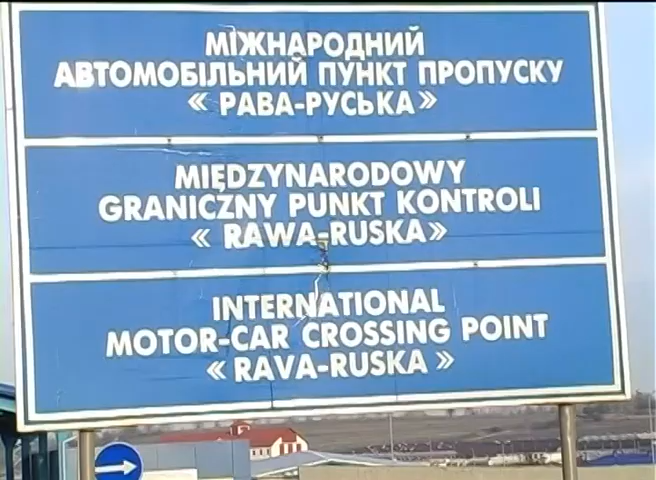 МІЖНАРОДНИЙ
АВТОМОБІЛЬНИЙ ПУНКТ ПРОПУСКУ
« РАВА-РУСЬКА»
MIĘDZYNARODOWY
GRANICZNY PUNKT KONTROLI
« RAWA-RUSKA»
INTERNATIONAL
MOTOR-CAR CROSSING POINT
« RAVA-RUSKA »